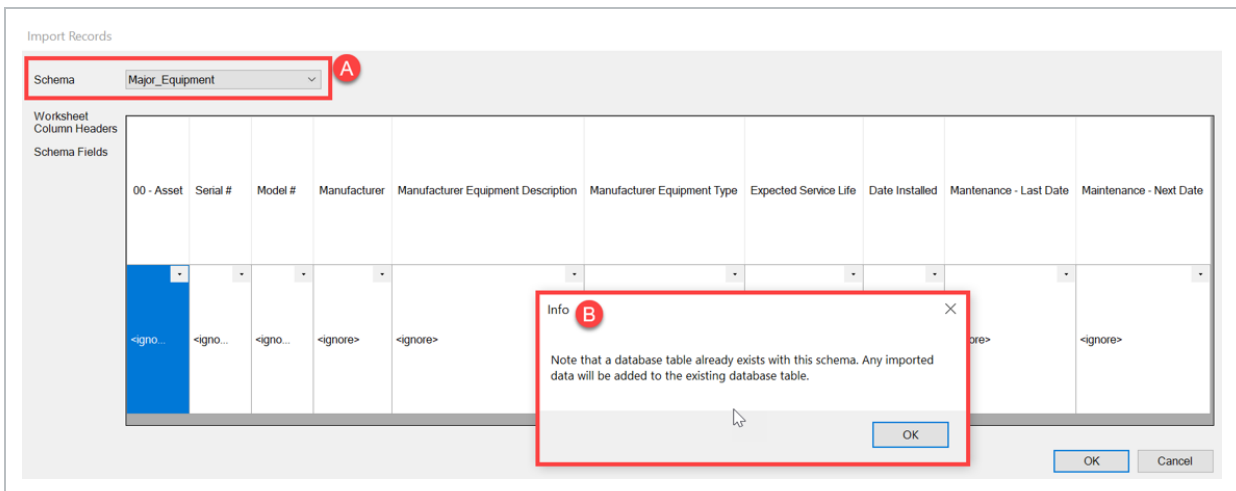 Import Records
Schema Major_Equipment A
Worksheet
Column Headers
Schema Fields
00 - Asset Serial # Model # Manufacturer Manufacturer Equipment Description Manufacturer Equipment Type Expected Service Life Date Installed Mantenance - Last Date Maintenance - Next Date
<igno... <igno... <igno... <ignore> <ignore> ore> <ignore>
Info B
Note that a database table already exists with this schema. Any imported
data will be added to the existing database table.
OK
OK Cancel